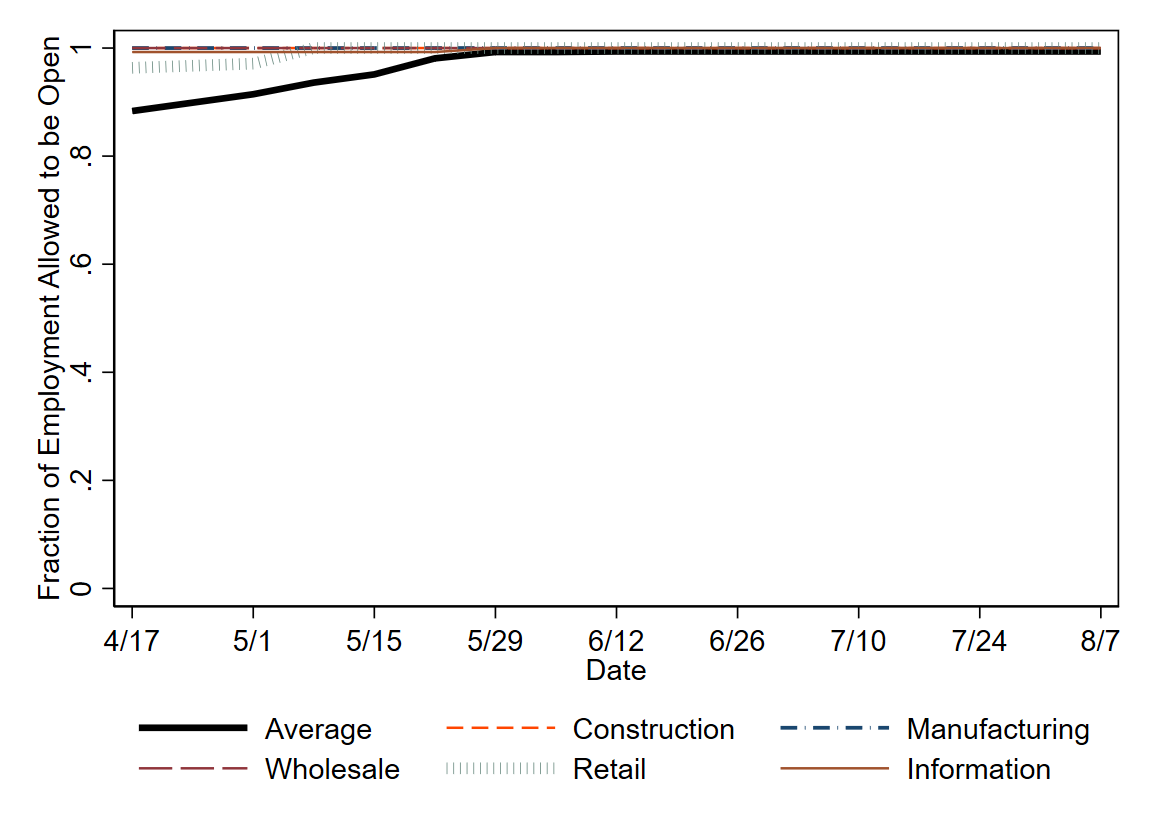 Fraction of Employment Allowed to be Open
1
.8
.6
.4
.2
0
4/17 5/1 5/15 5/29 6/12 6/26 7/10 7/24 8/7
Date
Average Construction Manufacturing
Wholesale Retail Information